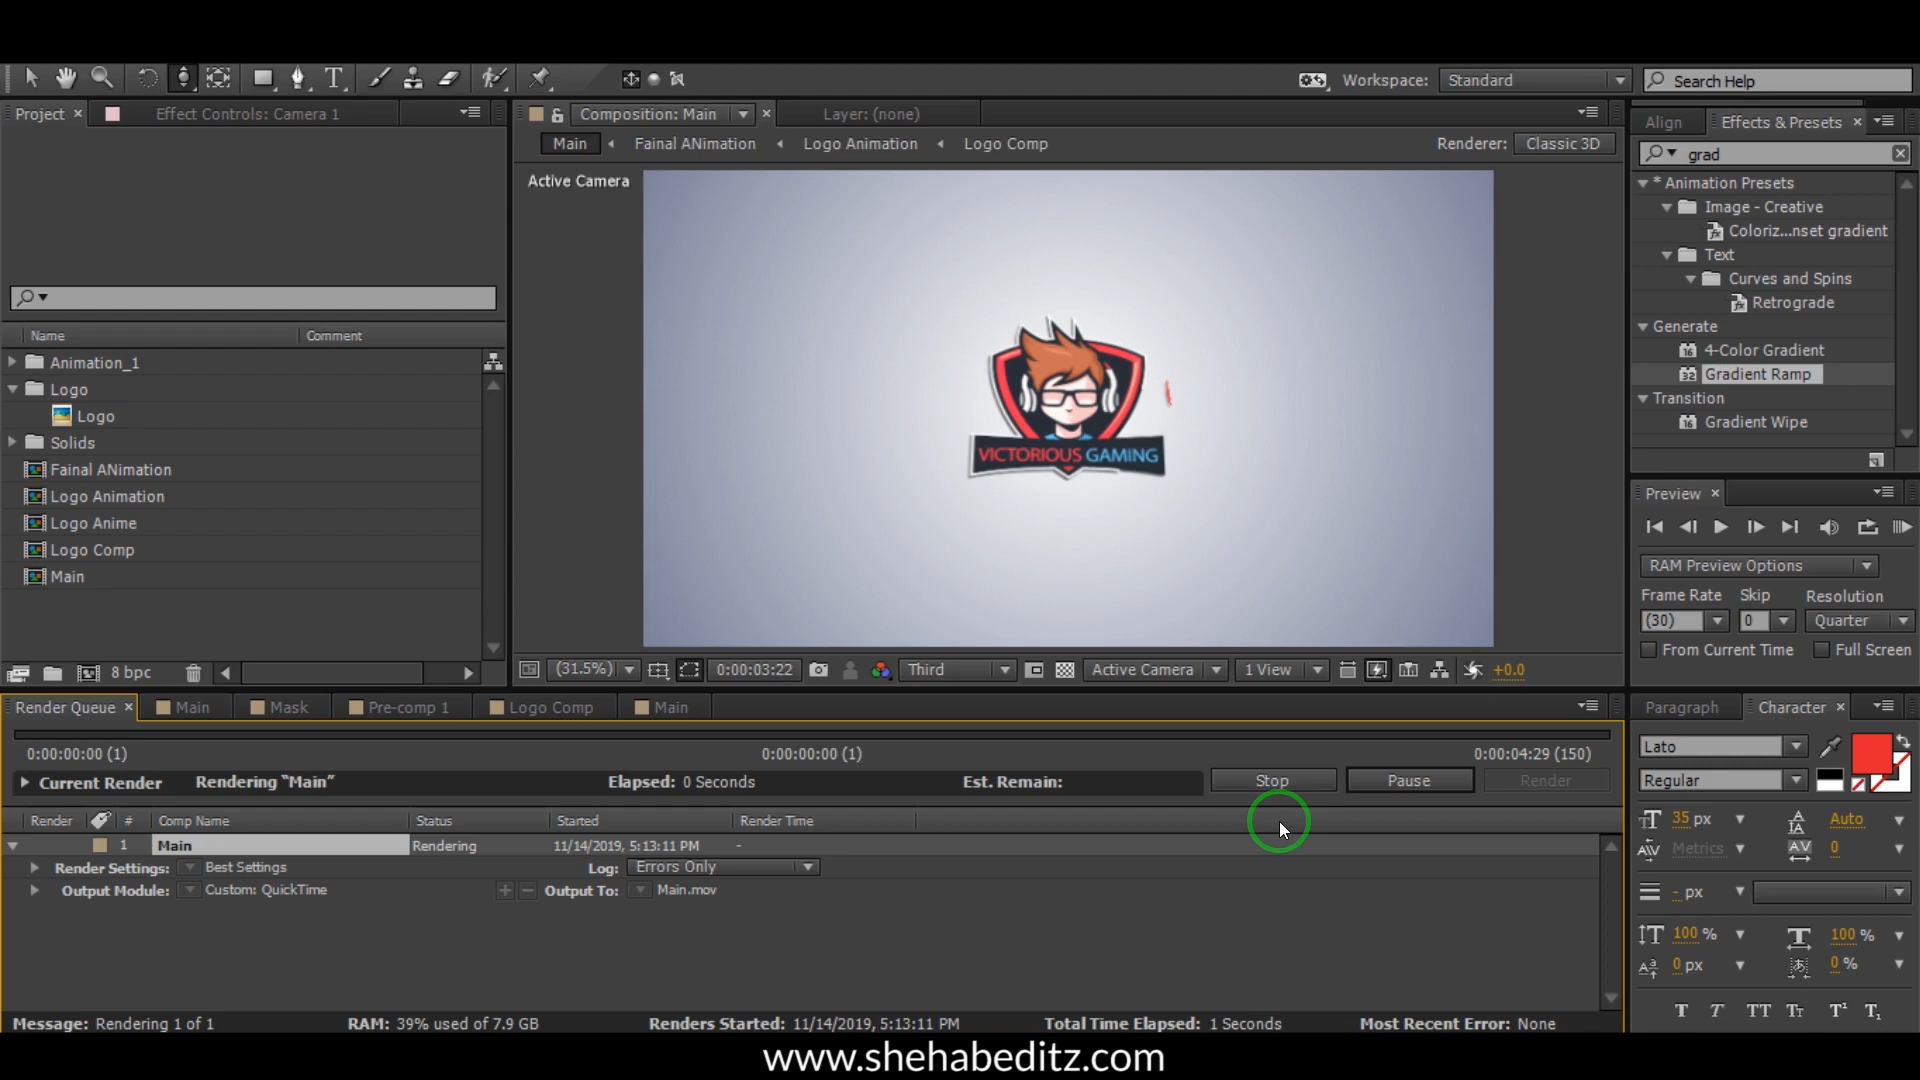 Workspace: Standard Search Help
Project × Effect Controls: Camera 1
Composition: Main × Layer: (none)
Align Effects & Presets ×
Main Fainal ANimation Logo Animation Logo Comp
Renderer: Classic 3D
grad
Active Camera
* Animation Presets
Image - Creative
Coloriz...nset gradient
Text
Curves and Spins
Retrograde
Generate
4-Color Gradient
Gradient Ramp
Transition
Gradient Wipe
Name Comment
Animation_1
Logo
Logo
Solids
Fainal ANimation
Logo Animation
Logo Anime
Logo Comp
Main
8 bpc
VICTORIOUS GAMING
(31.5%) 0:00:03:22 Third Active Camera 1 View +0.0
Preview ×
RAM Preview Options
Frame Rate Skip Resolution
(30) 0 Quarter
From Current Time Full Screen
Render Queue × Main Mask Pre-comp 1 Logo Comp Main
0:00:00:00 (1) 0:00:00:00 (1) 0:00:04:29 (150)
Current Render Rendering “Main” Elapsed: 0 Seconds Est. Remain: Stop Pause Render
Render # Comp Name Status Started Render Time
1 Main Rendering 11/14/2019, 5:13:11 PM -
Render Settings: Best Settings Log: Errors Only
Output Module: Custom: QuickTime Output To: Main.mov
Paragraph Character ×
Lato
Regular
35 px Auto
Metrics 0
- px
100 % 100 %
0 px 0 %
T T TT Tt T¹ T₁
Message: Rendering 1 of 1 RAM: 39% used of 7.9 GB Renders Started: 11/14/2019, 5:13:11 PM Total Time Elapsed: 1 Seconds Most Recent Error: None
www.shehabeditz.com